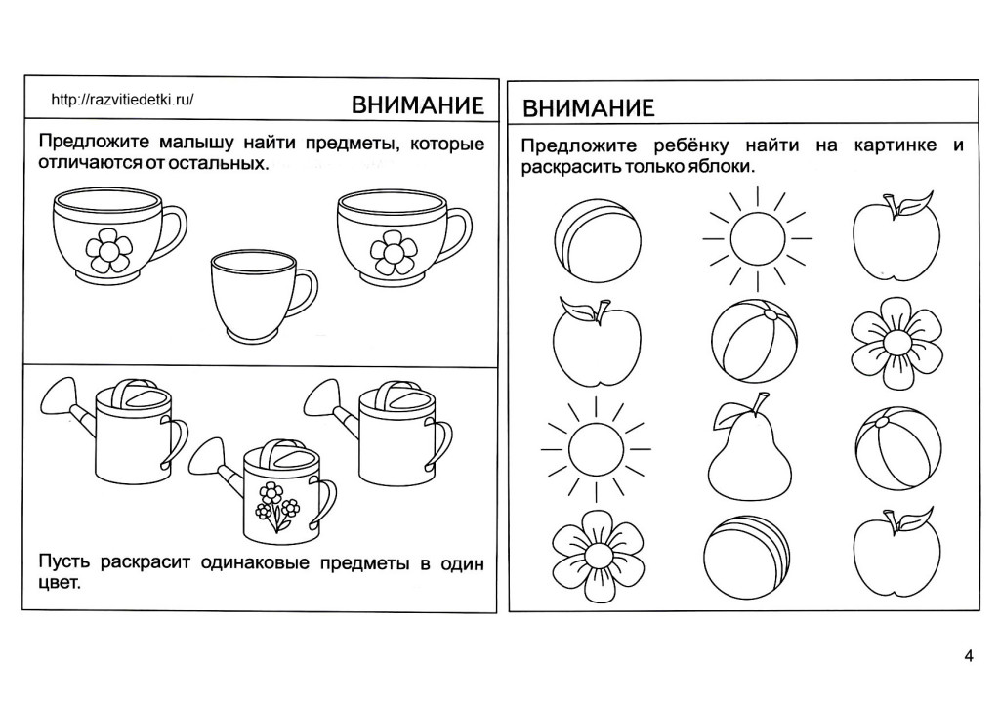 http://razvitiedetki.ru/
ВНИМАНИЕ
Предложите малышу найти предметы, которые
отличаются от остальных.
Пусть раскрасит одинаковые предметы в один
цвет.
ВНИМАНИЕ
Предложите ребёнку найти на картинке и
раскрасить только яблоки.
4